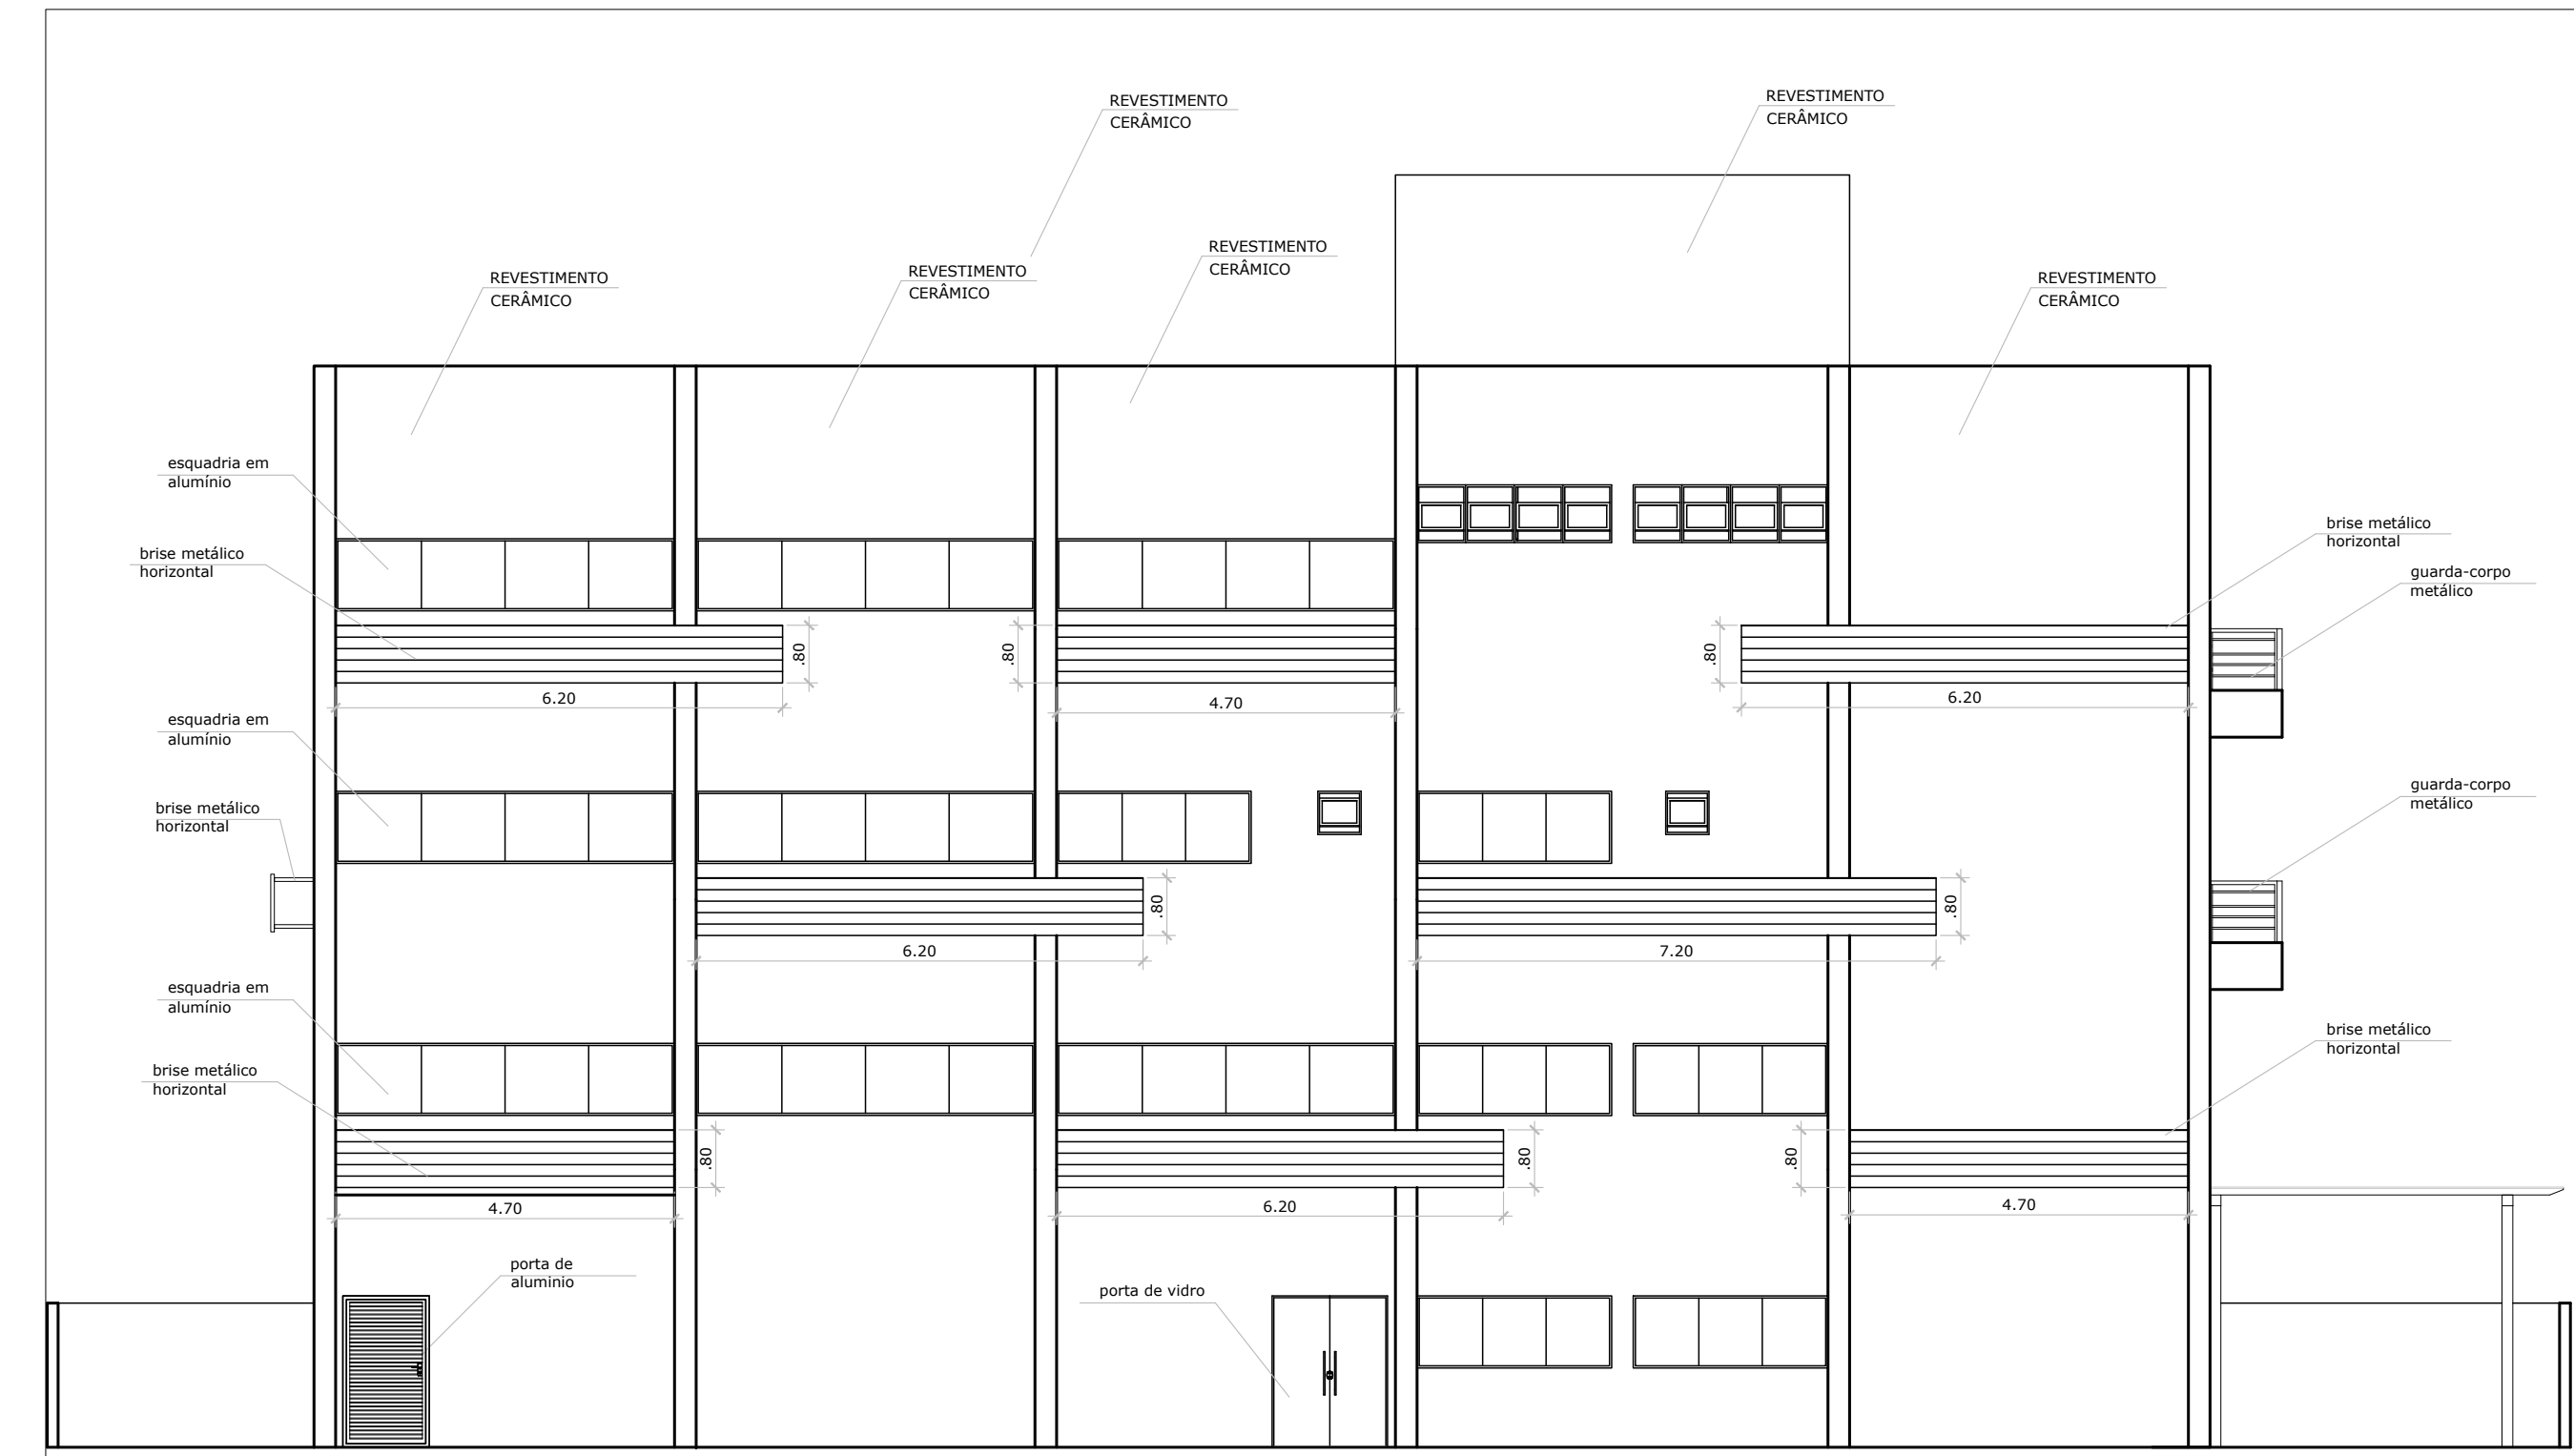 REVESTIMENTO
CERÂMICO
REVESTIMENTO
CERÂMICO
REVESTIMENTO
CERÂMICO
REVESTIMENTO
CERÂMICO
REVESTIMENTO
CERÂMICO
REVESTIMENTO
CERÂMICO
esquadria em
alumínio
brise metálico
horizontal
brise metálico
horizontal
guarda-corpo
metálico
.80
.80
.80
6.20
4.70
6.20
esquadria em
alumínio
brise metálico
horizontal
guarda-corpo
metálico
.80
.80
6.20
7.20
esquadria em
alumínio
brise metálico
horizontal
brise metálico
horizontal
.80
.80
.80
4.70
6.20
4.70
porta de
aluminio
porta de vidro